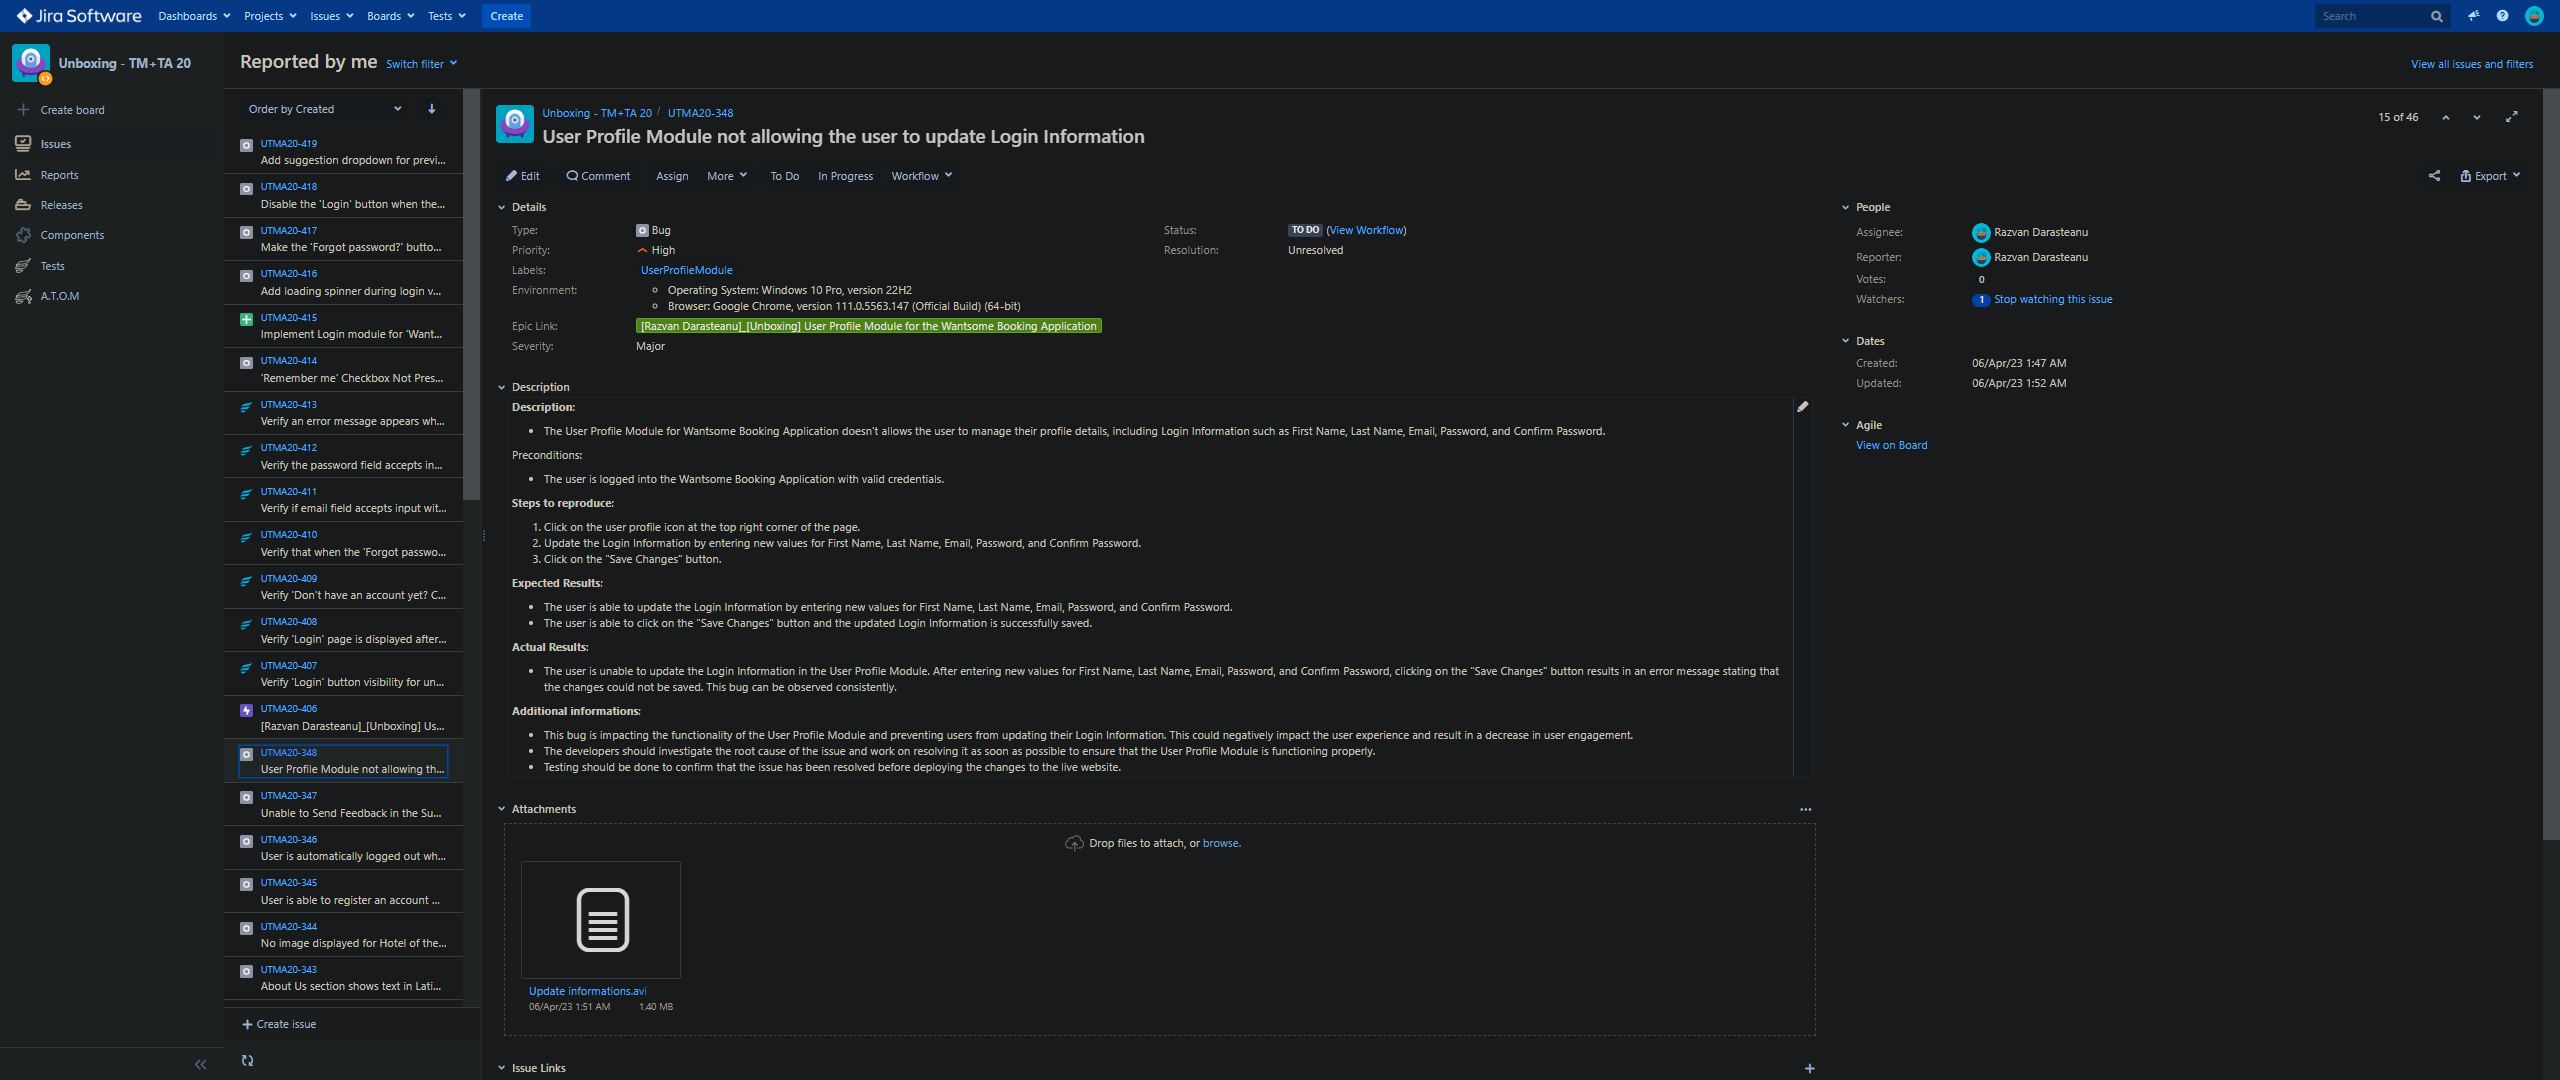 Jira Software Dashboards Projects Issues Boards Tests Create Search
Unboxing - TM+TA 20
Create board
Issues
Reports
Releases
Components
Tests
A.T.O.M
Reported by me Switch filter
View all issues and filters
Order by Created
UTMA20-419
Add suggestion dropdown for previ...
UTMA20-418
Disable the 'Login' button when the...
UTMA20-417
Make the 'Forgot password?' butto...
UTMA20-416
Add loading spinner during login v...
UTMA20-415
Implement Login module for 'Want...
UTMA20-414
'Remember me' Checkbox Not Pres...
UTMA20-413
Verify an error message appears wh...
UTMA20-412
Verify the password field accepts in...
UTMA20-411
Verify if email field accepts input wit...
UTMA20-410
Verify that when the 'Forgot passwo...
UTMA20-409
Verify 'Don't have an account yet? C...
UTMA20-408
Verify 'Login' page is displayed after...
UTMA20-407
Verify 'Login' button visibility for un...
UTMA20-406
[Razvan Darasteanu]_[Unboxing] Us...
UTMA20-348
User Profile Module not allowing th...
UTMA20-347
Unable to Send Feedback in the Su...
UTMA20-346
User is automatically logged out wh...
UTMA20-345
User is able to register an account ...
UTMA20-344
No image displayed for Hotel of the...
UTMA20-343
About Us section shows text in Lati...
+ Create issue
Unboxing - TM+TA 20 / UTMA20-348
User Profile Module not allowing the user to update Login Information
15 of 46
Edit Comment Assign More To Do In Progress Workflow Export
Details
Type: Bug Status: TO DO (View Workflow)
Priority: High Resolution: Unresolved
Labels: UserProfileModule
Environment: Operating System: Windows 10 Pro, version 22H2
Browser: Google Chrome, version 111.0.5563.147 (Official Build) (64-bit)
Epic Link: [Razvan Darasteanu]_[Unboxing] User Profile Module for the Wantsome Booking Application
Severity: Major
Description
Description:
The User Profile Module for Wantsome Booking Application doesn't allows the user to manage their profile details, including Login Information such as First Name, Last Name, Email, Password, and Confirm Password.
Preconditions:
The user is logged into the Wantsome Booking Application with valid credentials.
Steps to reproduce:
1. Click on the user profile icon at the top right corner of the page.
2. Update the Login Information by entering new values for First Name, Last Name, Email, Password, and Confirm Password.
3. Click on the "Save Changes" button.
Expected Results:
The user is able to update the Login Information by entering new values for First Name, Last Name, Email, Password, and Confirm Password.
The user is able to click on the "Save Changes" button and the updated Login Information is successfully saved.
Actual Results:
The user is unable to update the Login Information in the User Profile Module. After entering new values for First Name, Last Name, Email, Password, and Confirm Password, clicking on the "Save Changes" button results in an error message stating that
the changes could not be saved. This bug can be observed consistently.
Additional informations:
This bug is impacting the functionality of the User Profile Module and preventing users from updating their Login Information. This could negatively impact the user experience and result in a decrease in user engagement.
The developers should investigate the root cause of the issue and work on resolving it as soon as possible to ensure that the User Profile Module is functioning properly.
Testing should be done to confirm that the issue has been resolved before deploying the changes to the live website.
Attachments
Drop files to attach, or browse.
Update informations.avi
06/Apr/23 1:51 AM 1.40 MB
Issue Links
People
Assignee: Razvan Darasteanu
Reporter: Razvan Darasteanu
Votes: 0
Watchers: 1 Stop watching this issue
Dates
Created: 06/Apr/23 1:47 AM
Updated: 06/Apr/23 1:52 AM
Agile
View on Board